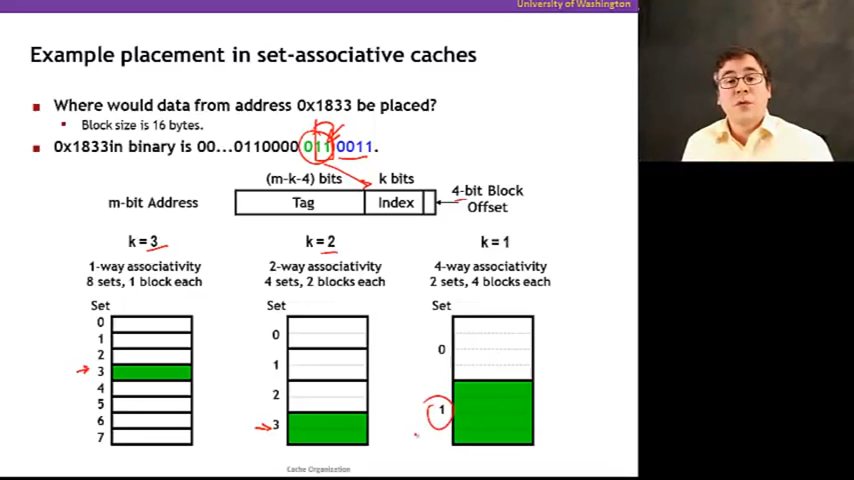 University of Washington
Example placement in set-associative caches
Where would data from address 0x1833 be placed?
Block size is 16 bytes.
0x1833in binary is 00...0110000 011 0011.
(m-k-4) bits k bits
m-bit Address Tag Index 4-bit Block
Offset
k = 3 k = 2 k = 1
1-way associativity 2-way associativity 4-way associativity
8 sets, 1 block each 4 sets, 2 blocks each 2 sets, 4 blocks each
Set Set Set
0
1
2
3
4
5
6
7
0
1
2
3
0
1
Cache Organization